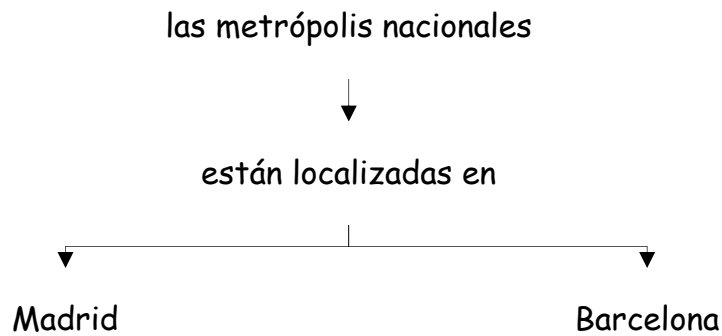 las metrópolis nacionales
están localizadas en
Madrid
Barcelona